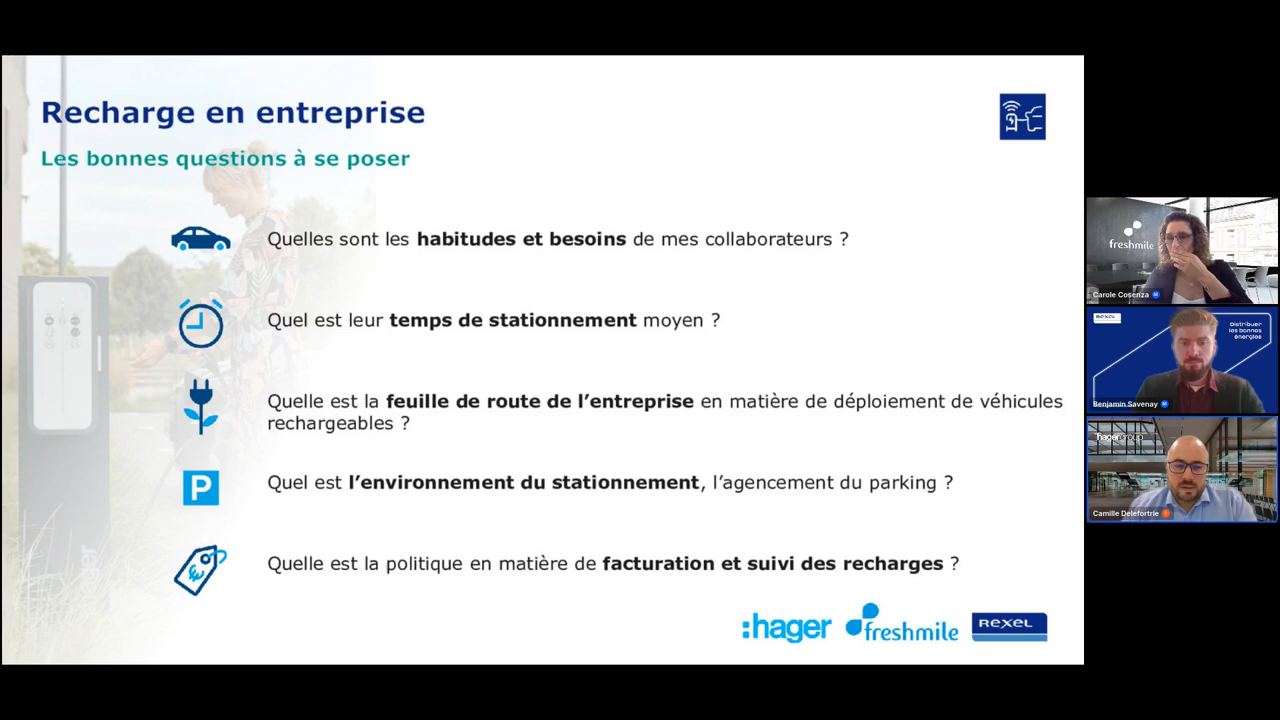 Recharge en entreprise
Les bonnes questions à se poser
Quelles sont les habitudes et besoins de mes collaborateurs ?
Quel est leur temps de stationnement moyen ?
Quelle est la feuille de route de l’entreprise en matière de déploiement de véhicules
rechargeables ?
P
Quel est l’environnement du stationnement, l’agencement du parking ?
€
Quelle est la politique en matière de facturation et suivi des recharges ?
:hager
freshmile
REXEL
freshmile
Carole Cosenza M
REXEL
Distribuer
les bonnes
énergies
Benjamin Savenay M
:hagergroup
Camille Delefortrie